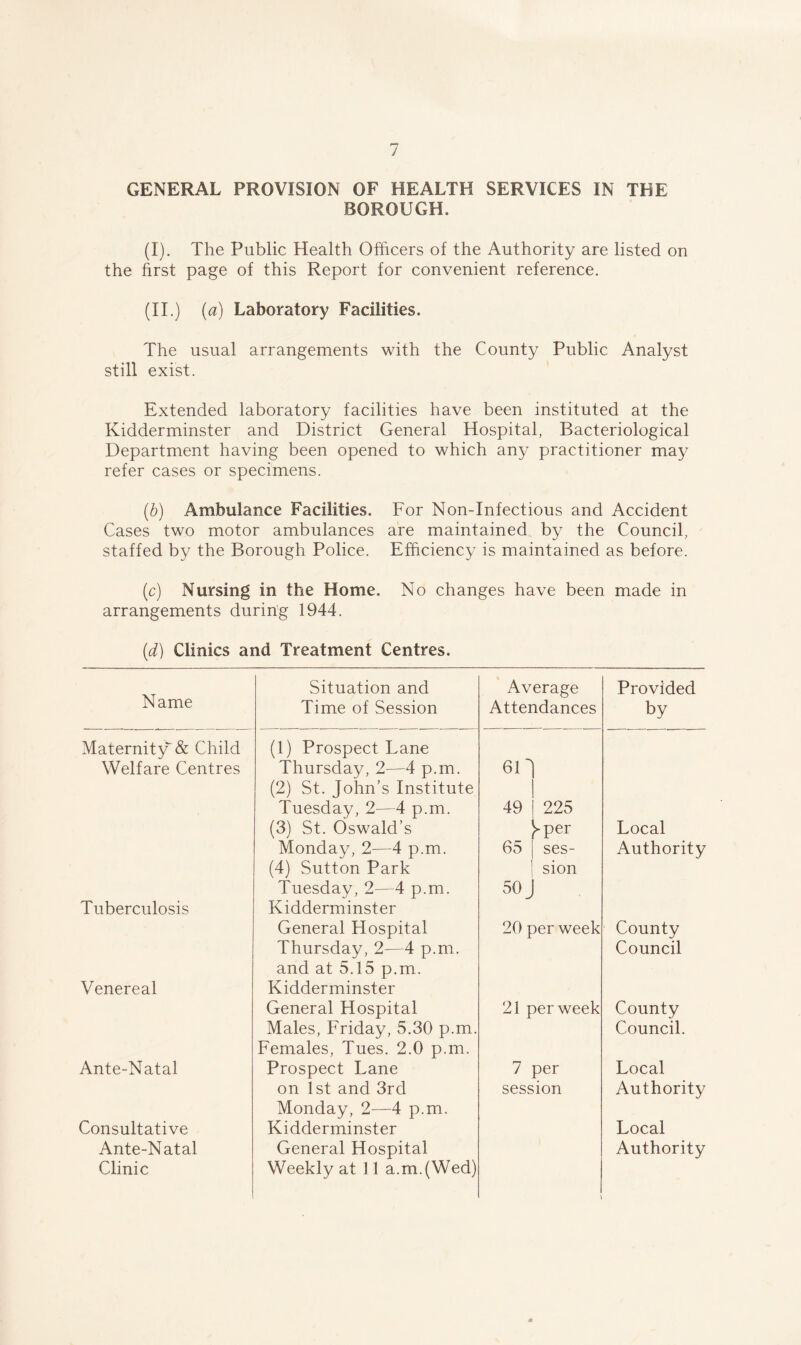 7
GENERAL PROVISION OF HEALTH SERVICES IN THE
BOROUGH.
(I). The Public Health Officers of the Authority are listed on
the first page of this Report for convenient reference.
(II.) (a) Laboratory Facilities.
The usual arrangements with the County Public Analyst
still exist.
Extended laboratory facilities have been instituted at the
Kidderminster and District General Hospital, Bacteriological
Department having been opened to which any practitioner may
refer cases or specimens.
(b) Ambulance Facilities. For Non-Infectious and Accident
Cases two motor ambulances are maintained by the Council,
staffed by the Borough Police. Efficiency is maintained as before.
(c) Nursing in the Home. No changes have been made in
arrangements during 1944.
(d) Clinics and Treatment Centres.
Name | Situation and Time of Session | Average Attendances | Provided by
Maternity & Child | (1) Prospect Lane
Welfare Centres | Thursday, 2—4 p.m. | 61
(2) St. John's Institute
Tuesday, 2—4 p.m. | 49 | 225
(3) St. Oswald's | per | Local
Monday, 2—4 p.m. | 65 | ses- | Authority
(4) Sutton Park | sion
Tuesday, 2—4 p.m. | 50
Tuberculosis | Kidderminster
General Hospital | 20 per week | County
Thursday, 2—4 p.m. | Council
and at 5.15 p.m.
Venereal | Kidderminster
General Hospital | 21 per week | County
Males, Friday, 5.30 p.m. | Council.
Females, Tues. 2.0 p.m.
Ante-Natal | Prospect Lane | 7 per | Local
on 1st and 3rd | session | Authority
Monday, 2—4 p.m.
Consultative | Kidderminster | Local
Ante-Natal | General Hospital | Authority
Clinic | Weekly at 11 a.m.(Wed)